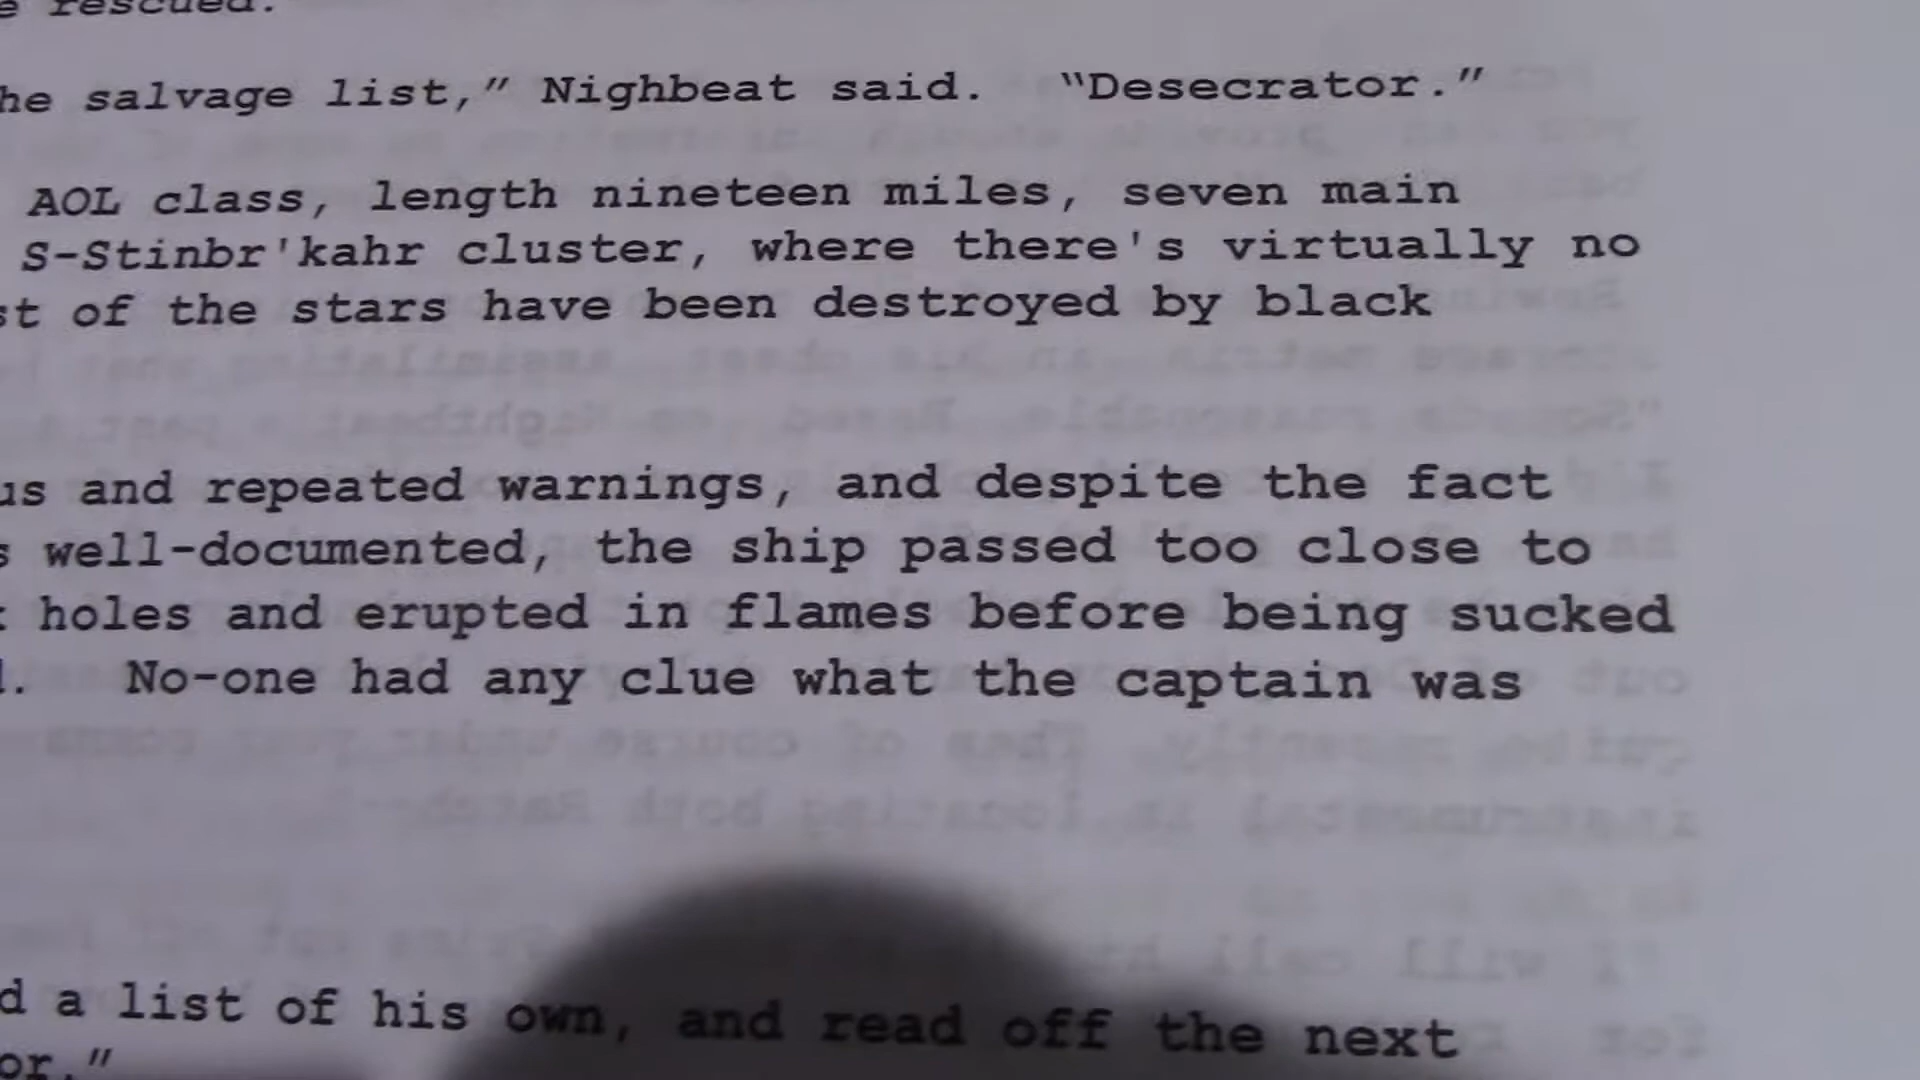 rescued.
he salvage list,” Nighbeat said.  “Desecrator.”
AOL class, length nineteen miles, seven main
S-Stinbr'kahr cluster, where there's virtually no
st of the stars have been destroyed by black
us and repeated warnings, and despite the fact
s well-documented, the ship passed too close to
holes and erupted in flames before being sucked
. No-one had any clue what the captain was
d a list of his own, and read off the next
or.”